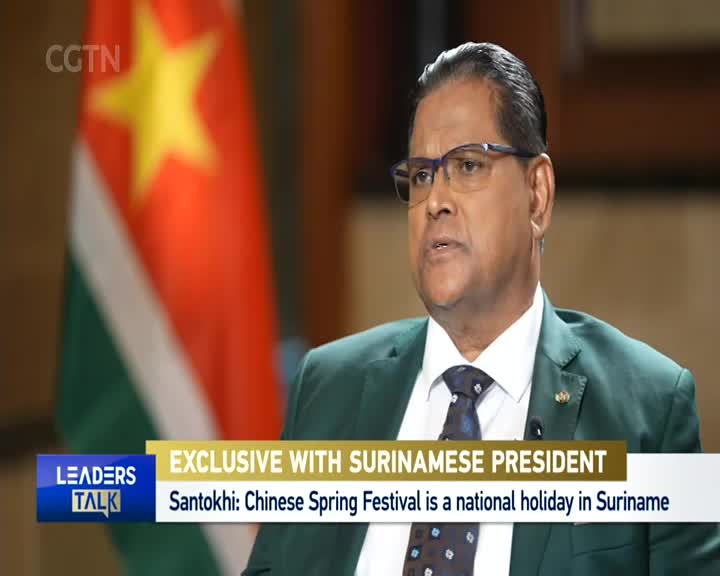 CGTN
EXCLUSIVE WITH SURINAMESE PRESIDENT
LEADERS
TALK
Santokhi: Chinese Spring Festival is a national holiday in Suriname